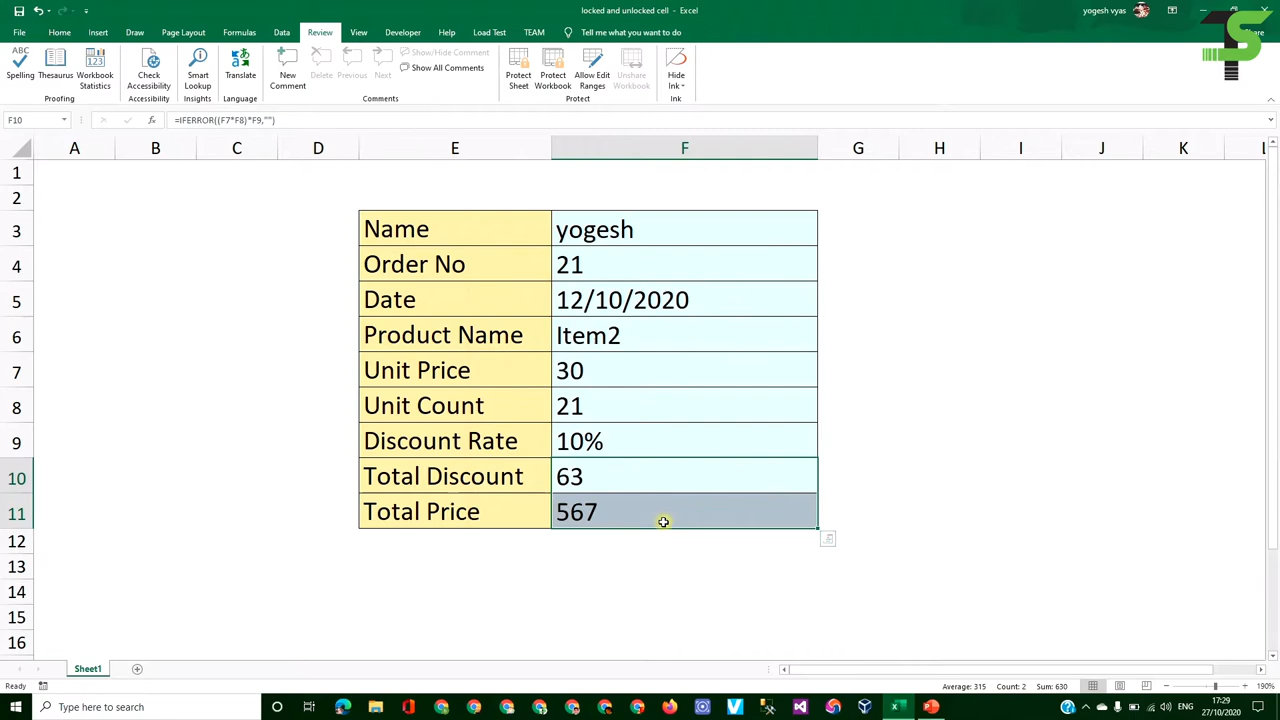 locked and unlocked cell - Excel
yogesh vyas
File Home Insert Draw Page Layout Formulas Data Review View Developer Help Load Test TEAM Tell me what you want to do
ABC
123
Spelling Thesaurus Workbook Statistics
Proofing
Check Accessibility
Accessibility
Smart Lookup
Insights
Translate
Language
New Comment Delete Previous Next
Show/Hide Comment
Show All Comments
Comments
Protect Sheet Protect Workbook Allow Edit Ranges Unshare Workbook
Protect
Hide Ink
Ink
TS
F10 fx =IFERROR((F7*F8)*F9,"")
A B C D E F G H I J K L
1
2
3 Name yogesh
4 Order No 21
5 Date 12/10/2020
6 Product Name Item2
7 Unit Price 30
8 Unit Count 21
9 Discount Rate 10%
10 Total Discount 63
11 Total Price 567
12
13
14
15
16
Sheet1
Ready Average: 315 Count: 2 Sum: 630 190%
Type here to search
ENG 17:29
27/10/2020